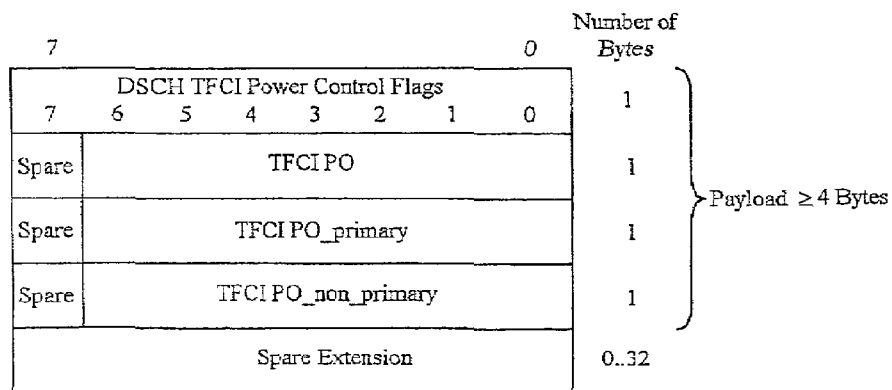 Number of
7 0 Bytes
DSCH TFCI Power Control Flags
7 6 5 4 3 2 1 0 1
Spare TFCI PO 1
Payload ≥ 4 Bytes
Spare TFCI PO_primary 1
Spare TFCI PO_non_primary 1
Spare Extension 0..32